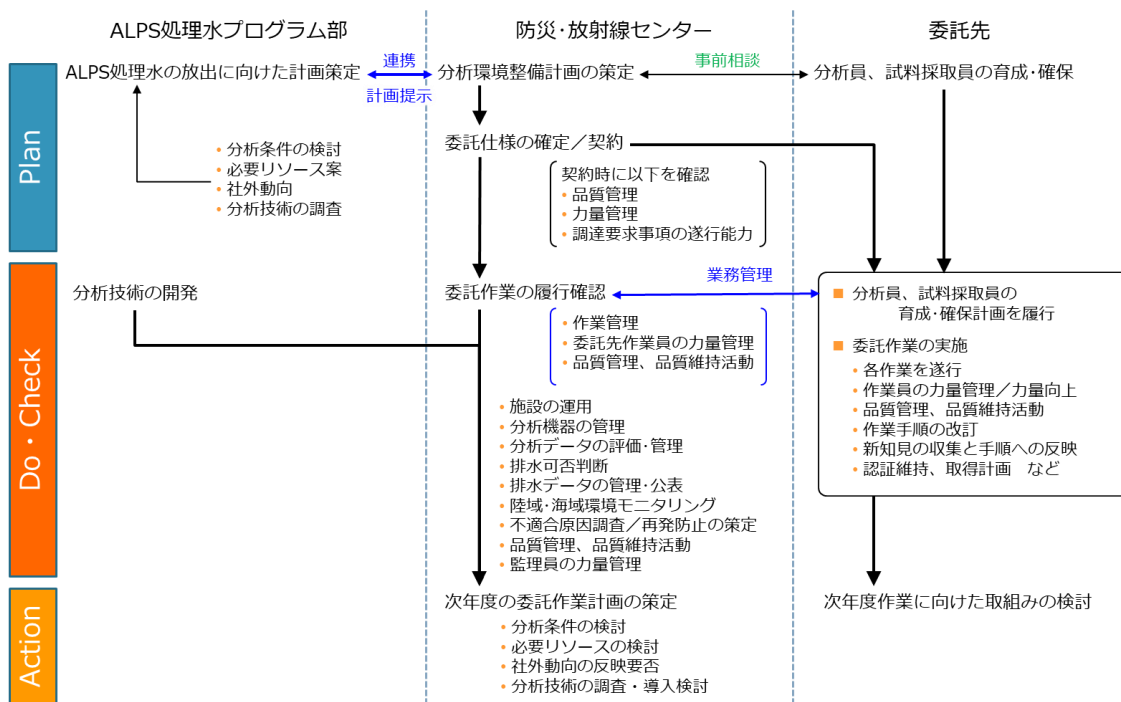 ALPS処理水プログラム部
防災・放射線センター
委託先
Plan
ALPS処理水の放出に向けた計画策定
連携
計画提示
分析環境整備計画の策定
事前相談
分析員、試料採取員の育成・確保
・分析条件の検討
・必要リソース案
・社外動向
・分析技術の調査
委託仕様の確定／契約
契約時に以下を確認
・品質管理
・力量管理
・調達要求事項の遂行能力
Do・Check
分析技術の開発
委託作業の履行確認
業務管理
・作業管理
・委託先作業員の力量管理
・品質管理、品質維持活動
・施設の運用
・分析機器の管理
・分析データの評価・管理
・排水可否判断
・排水データの管理・公表
・陸域・海域環境モニタリング
・不適合原因調査／再発防止の策定
・品質管理、品質維持活動
・監理員の力量管理
■ 分析員、試料採取員の
育成・確保計画を履行
■ 委託作業の実施
・各作業を遂行
・作業員の力量管理／力量向上
・品質管理、品質維持活動
・作業手順の改訂
・新知見の収集と手順への反映
・認証維持、取得計画　など
Action
次年度の委託作業計画の策定
・分析条件の検討
・必要リソースの検討
・社外動向の反映要否
・分析技術の調査・導入検討
次年度作業に向けた取組みの検討